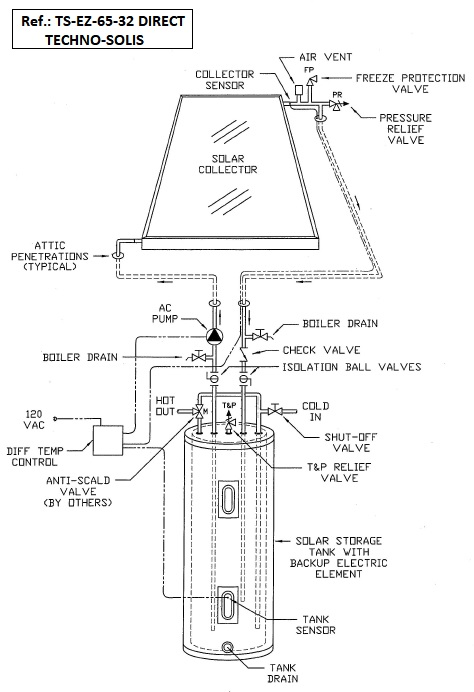 Ref.: TS-EZ-65-32 DIRECT
TECHNO-SOLIS
AIR VENT
FP
COLLECTOR
SENSOR
FREEZE PROTECTION
VALVE
PR
PRESSURE
RELIEF
VALVE
SOLAR
COLLECTOR
ATTIC
PENETRATIONS
(TYPICAL)
AC
PUMP
BOILER DRAIN
BOILER DRAIN
CHECK VALVE
ISOLATION BALL VALVES
HOT
OUT
M
T&P
COLD
IN
120
VAC
DIFF TEMP
CONTROL
SHUT-OFF
VALVE
T&P RELIEF
VALVE
ANTI-SCALD
VALVE
(BY OTHERS)
SOLAR STORAGE
TANK WITH
BACKUP ELECTRIC
ELEMENT
TANK
SENSOR
TANK
DRAIN